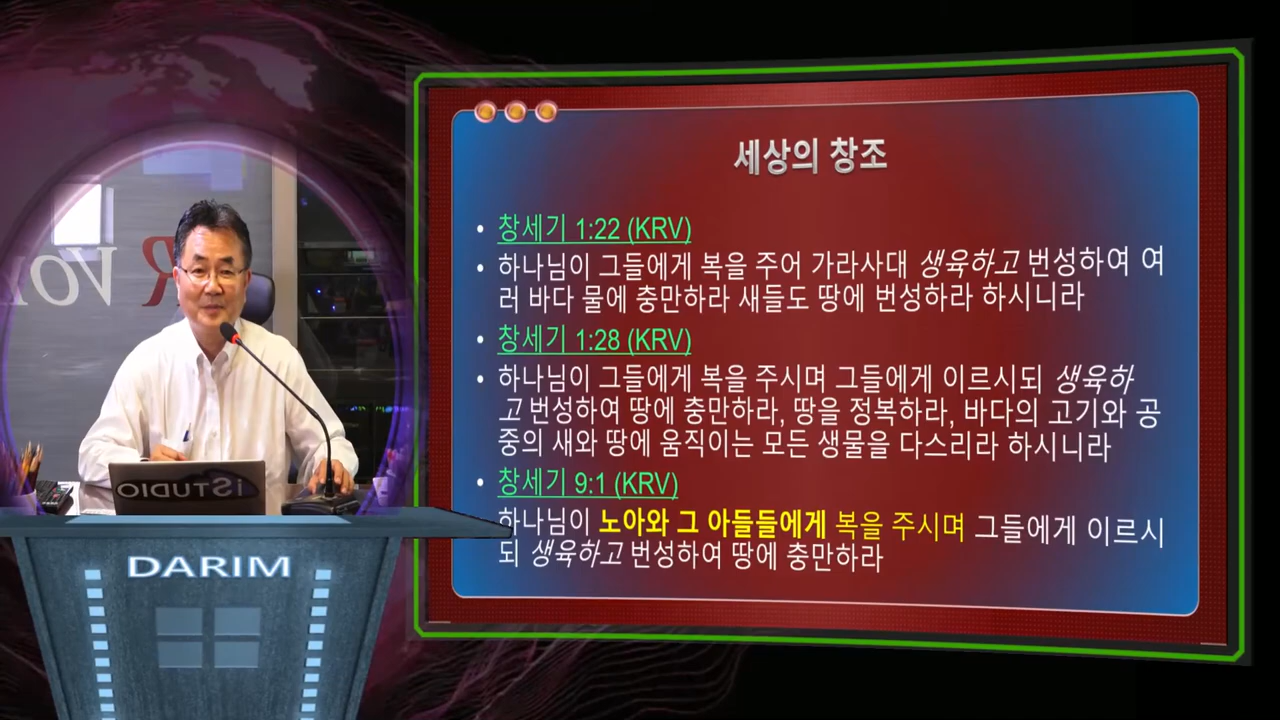 세상의 창조
창세기 1:22 (KRV)
하나님이 그들에게 복을 주어 가라사대 생육하고 번성하여 여
러 바다 물에 충만하라 새들도 땅에 번성하라 하시니라
창세기 1:28 (KRV)
하나님이 그들에게 복을 주시며 그들에게 이르시되 생육하
고 번성하여 땅에 충만하라, 땅을 정복하라, 바다의 고기와 공
중의 새와 땅에 움직이는 모든 생물을 다스리라 하시니라
창세기 9:1 (KRV)
하나님이 노아와 그 아들들에게 복을 주시며 그들에게 이르시
되 생육하고 번성하여 땅에 충만하라
iSTUDIO
DARIM